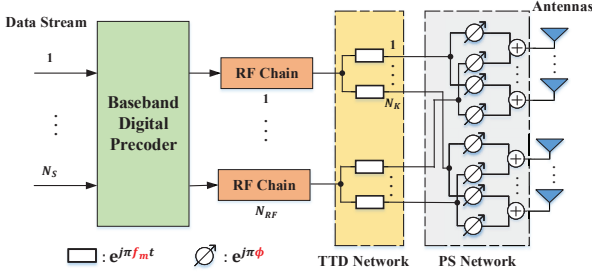 Antennas
Data Stream
1
N_S
Baseband
Digital
Precoder
RF Chain
1
RF Chain
N_RF
1
N_K
TTD Network
PS Network
: e^{jπf_m t}
: e^{jπϕ}